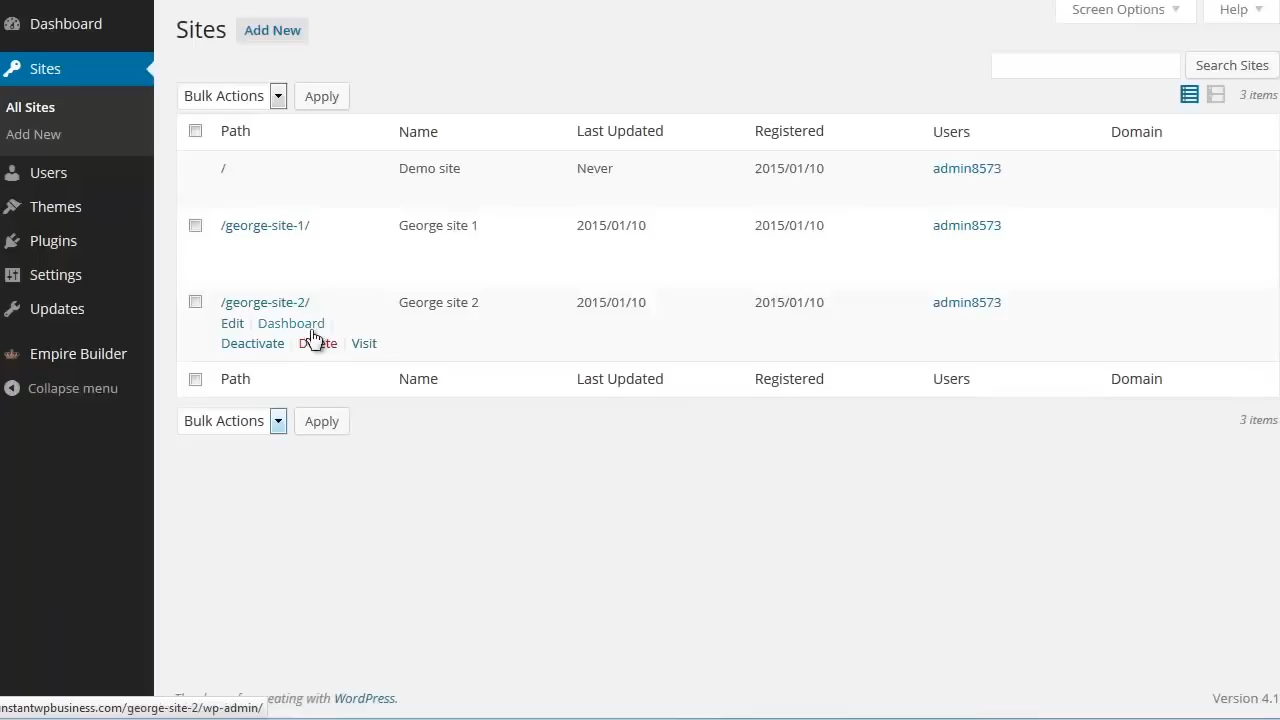 Dashboard
Sites
All Sites
Add New
Users
Themes
Plugins
Settings
Updates
Empire Builder
Collapse menu
Screen Options
Help
Sites Add New
Search Sites
Bulk Actions Apply
3 items
Path Name Last Updated Registered Users Domain
/ Demo site Never 2015/01/10 admin8573
/george-site-1/ George site 1 2015/01/10 2015/01/10 admin8573
/george-site-2/ George site 2 2015/01/10 2015/01/10 admin8573
Edit | Dashboard |
Deactivate | | Visit
Path Name Last Updated Registered Users Domain
Bulk Actions Apply
3 items
with WordPress.
Version 4.1
nstantwpbusiness.com/george-site-2/wp-admin/